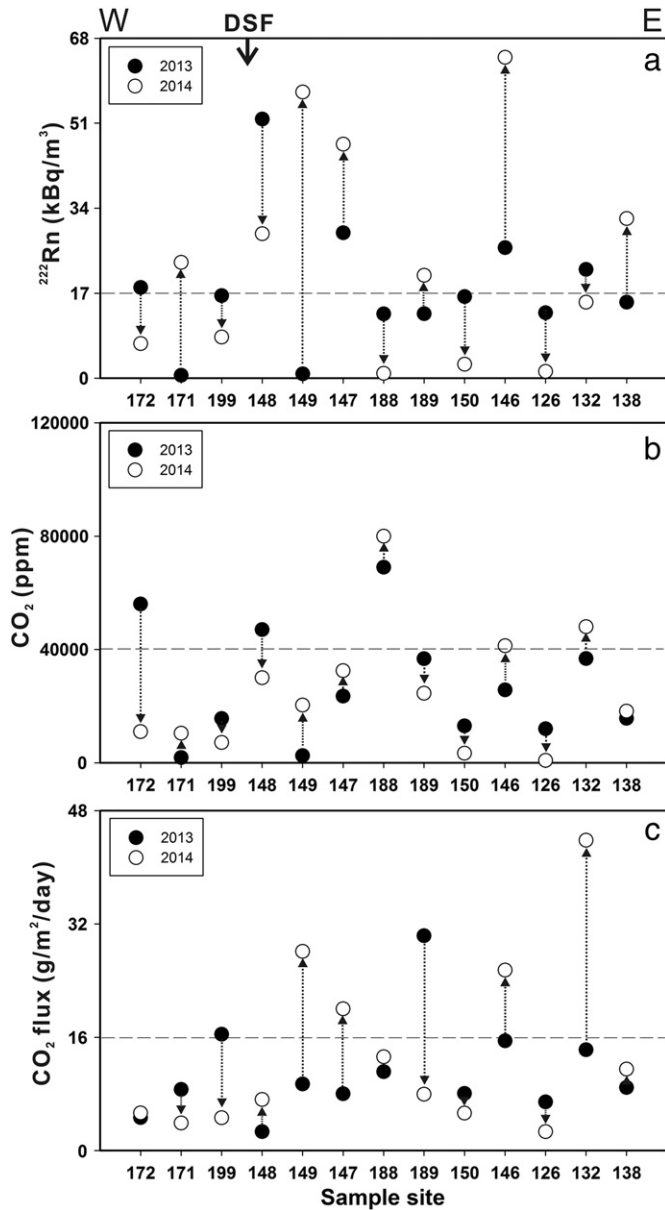 W DSF E
68 a
2013
2014
51
34
17
0
²²²Rn (kBq/m³)
172 171 199 148 149 147 188 189 150 146 126 132 138
120000 b
2013
2014
80000
40000
0
CO₂ (ppm)
172 171 199 148 149 147 188 189 150 146 126 132 138
48 c
2013
2014
32
16
0
CO₂ flux (g/m²/day)
172 171 199 148 149 147 188 189 150 146 126 132 138
Sample site